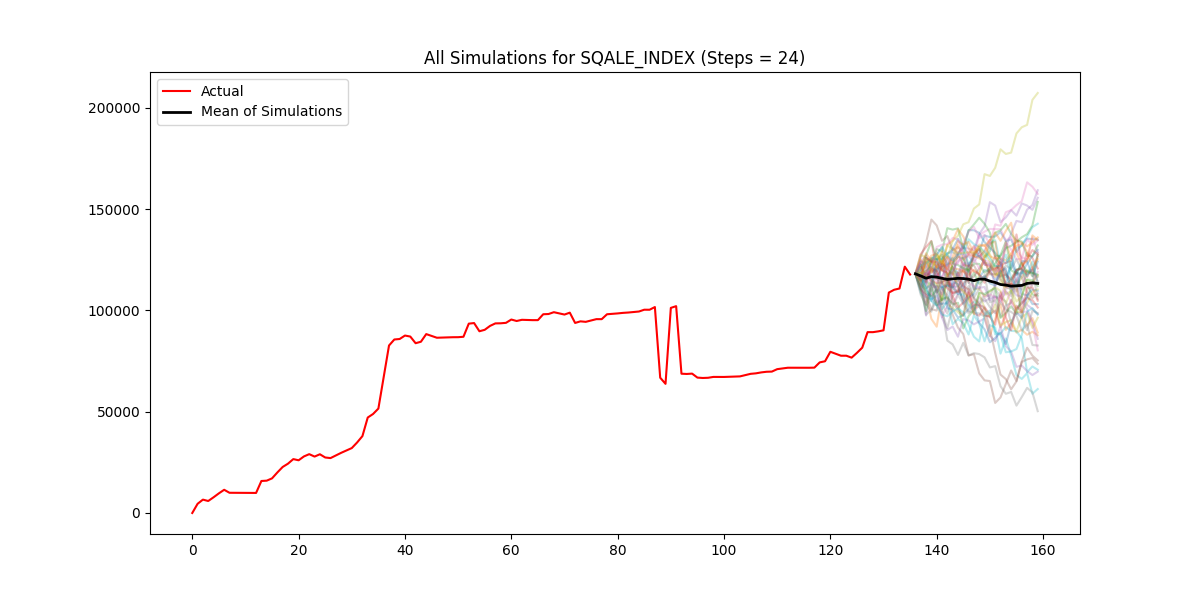 All Simulations for SQALE_INDEX (Steps = 24)
Actual
Mean of Simulations
200000
150000
100000
50000
0
0 20 40 60 80 100 120 140 160